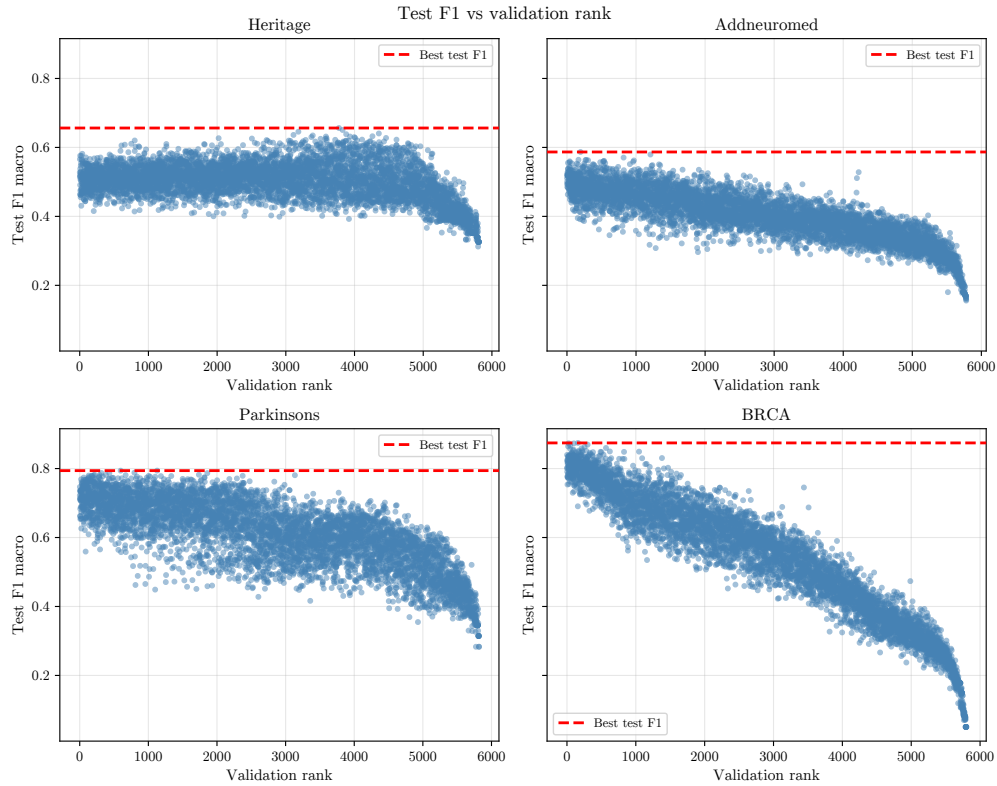 Test F1 vs validation rank
Heritage
Addneuromed
Best test F1
Best test F1
0.8
0.6
0.4
0.2
Test F1 macro
Test F1 macro
0 1000 2000 3000 4000 5000 6000
0 1000 2000 3000 4000 5000 6000
Validation rank
Validation rank
Parkinsons
BRCA
Best test F1
0.8
0.6
0.4
0.2
Test F1 macro
Test F1 macro
Best test F1
0 1000 2000 3000 4000 5000 6000
0 1000 2000 3000 4000 5000 6000
Validation rank
Validation rank